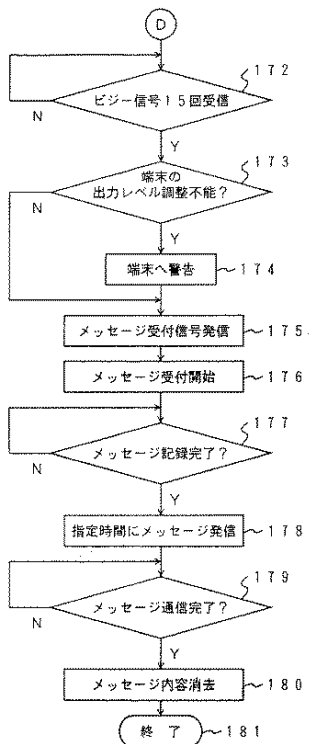 D
172
ビジー信号15回受信
N
Y
173
端末の
出力レベル調整不能？
N
Y
端末へ警告
174
メッセージ受付信号発信
175
メッセージ受付開始
176
177
メッセージ記録完了？
N
Y
指定時間にメッセージ発信
178
179
メッセージ通信完了？
N
Y
メッセージ内容消去
180
終了
181